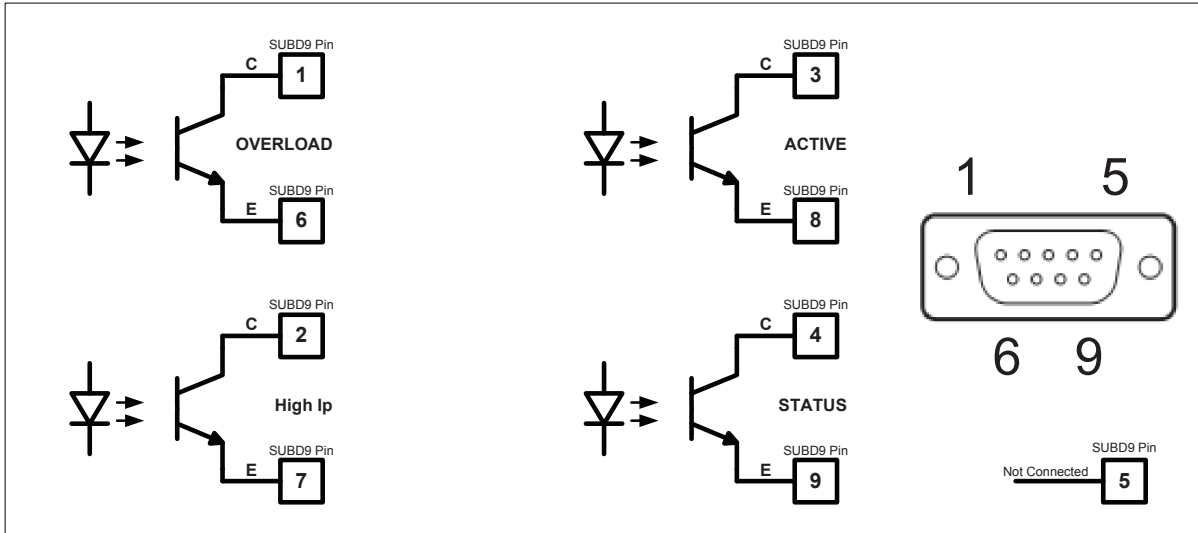 SUBD9 Pin
C
1
OVERLOAD
SUBD9 Pin
E
6
SUBD9 Pin
C
3
ACTIVE
SUBD9 Pin
E
8
1 5
6 9
SUBD9 Pin
C
2
High Ip
SUBD9 Pin
E
7
SUBD9 Pin
C
4
STATUS
SUBD9 Pin
E
9
SUBD9 Pin
Not Connected
5